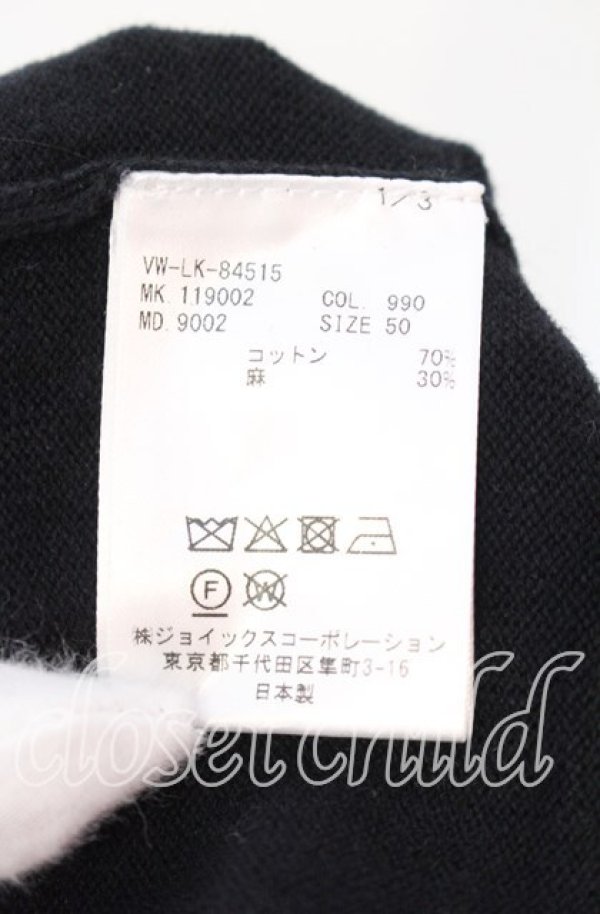 1/3
VW-LK-84515
MK. 119002 COL. 990
MD. 9002 SIZE 50
コットン 70%
麻 30%
F W
㈱ジョイックスコーポレーション
東京都千代田区隼町3-16
日本製
closet child